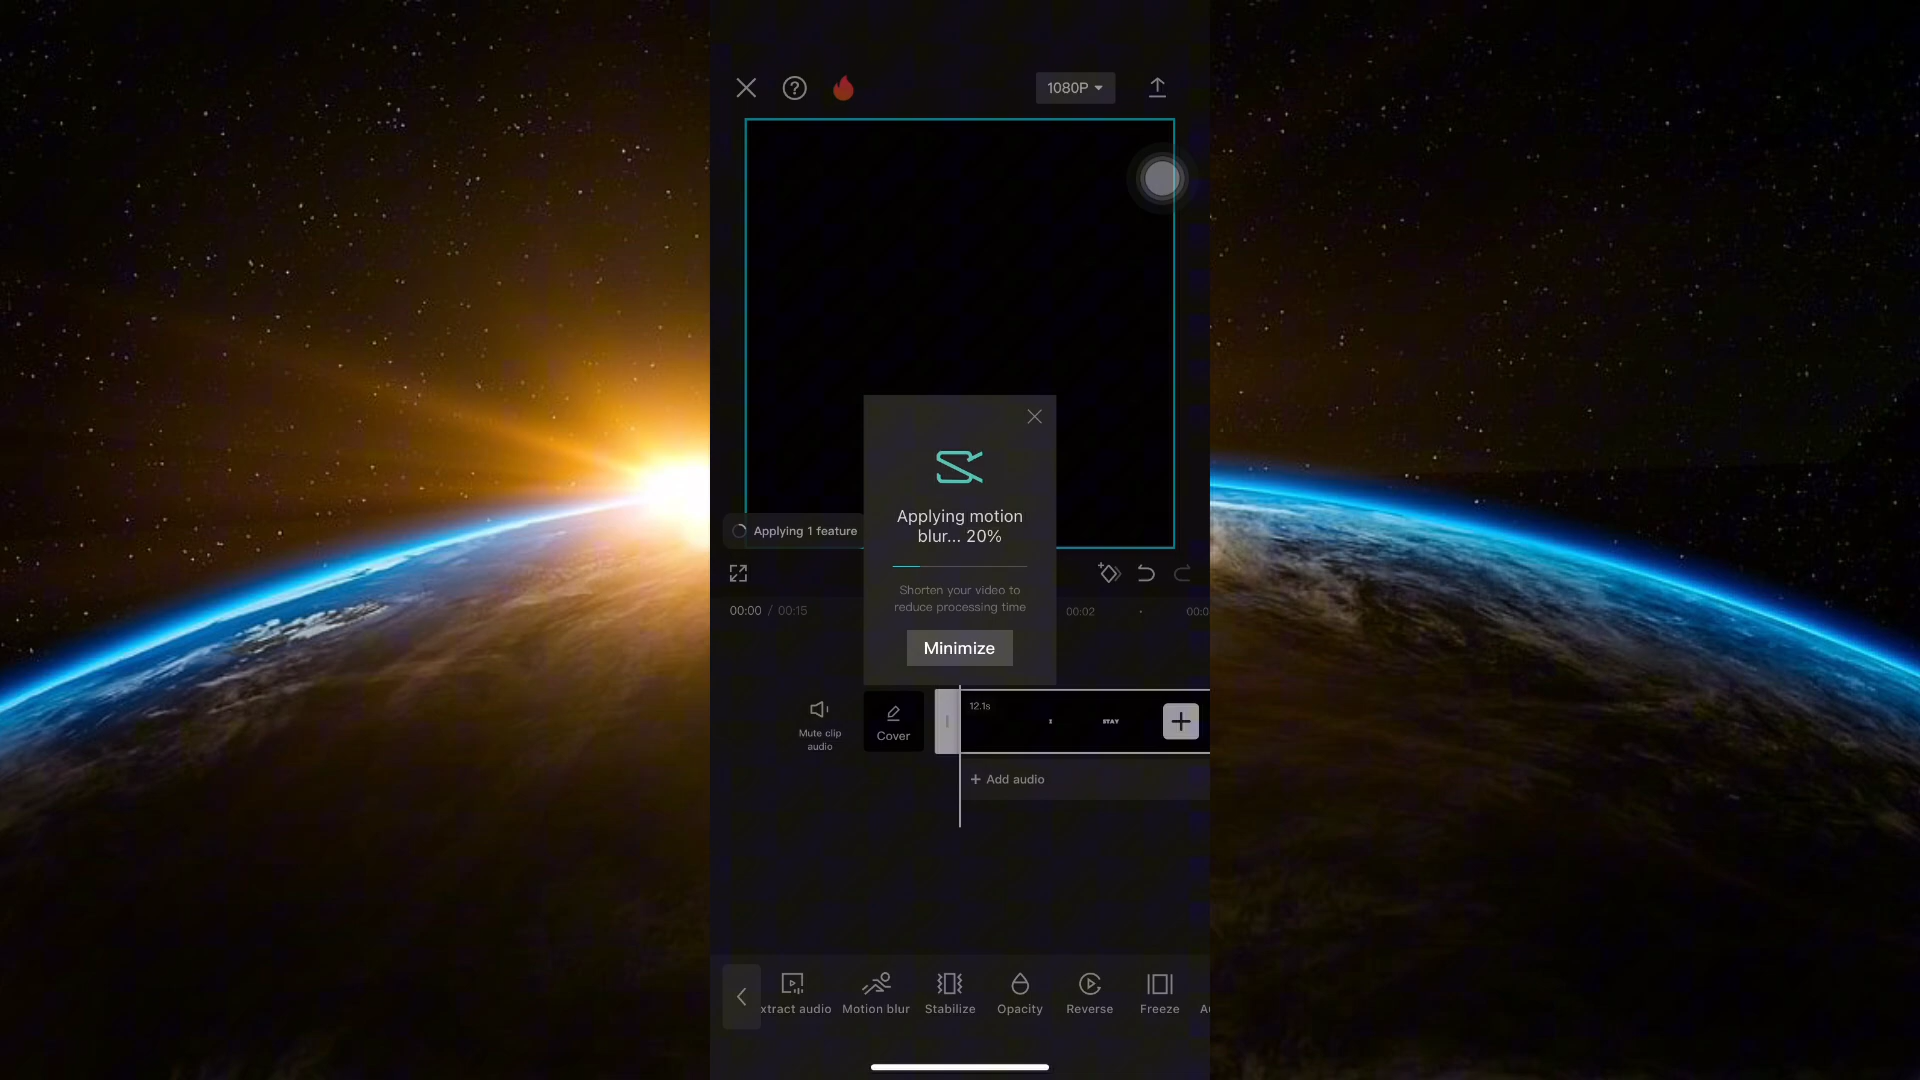 1080P
Applying motion
blur... 20%
Applying 1 feature
Shorten your video to
reduce processing time
00:00 / 00:15
00:02
00:0
Minimize
12.1s
I
STAY
Mute clip
audio
Cover
+ Add audio
xtract audio
Motion blur
Stabilize
Opacity
Reverse
Freeze